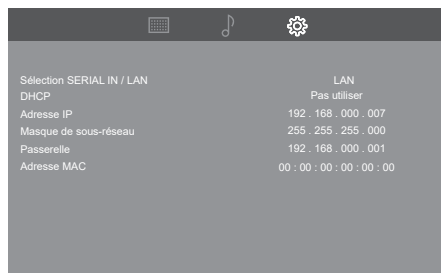 Sélection SERIAL IN / LAN LAN
DHCP Pas utiliser
Adresse IP 192 . 168 . 000 . 007
Masque de sous-réseau 255 . 255 . 255 . 000
Passerelle 192 . 168 . 000 . 001
Adresse MAC 00 : 00 : 00 : 00 : 00 : 00